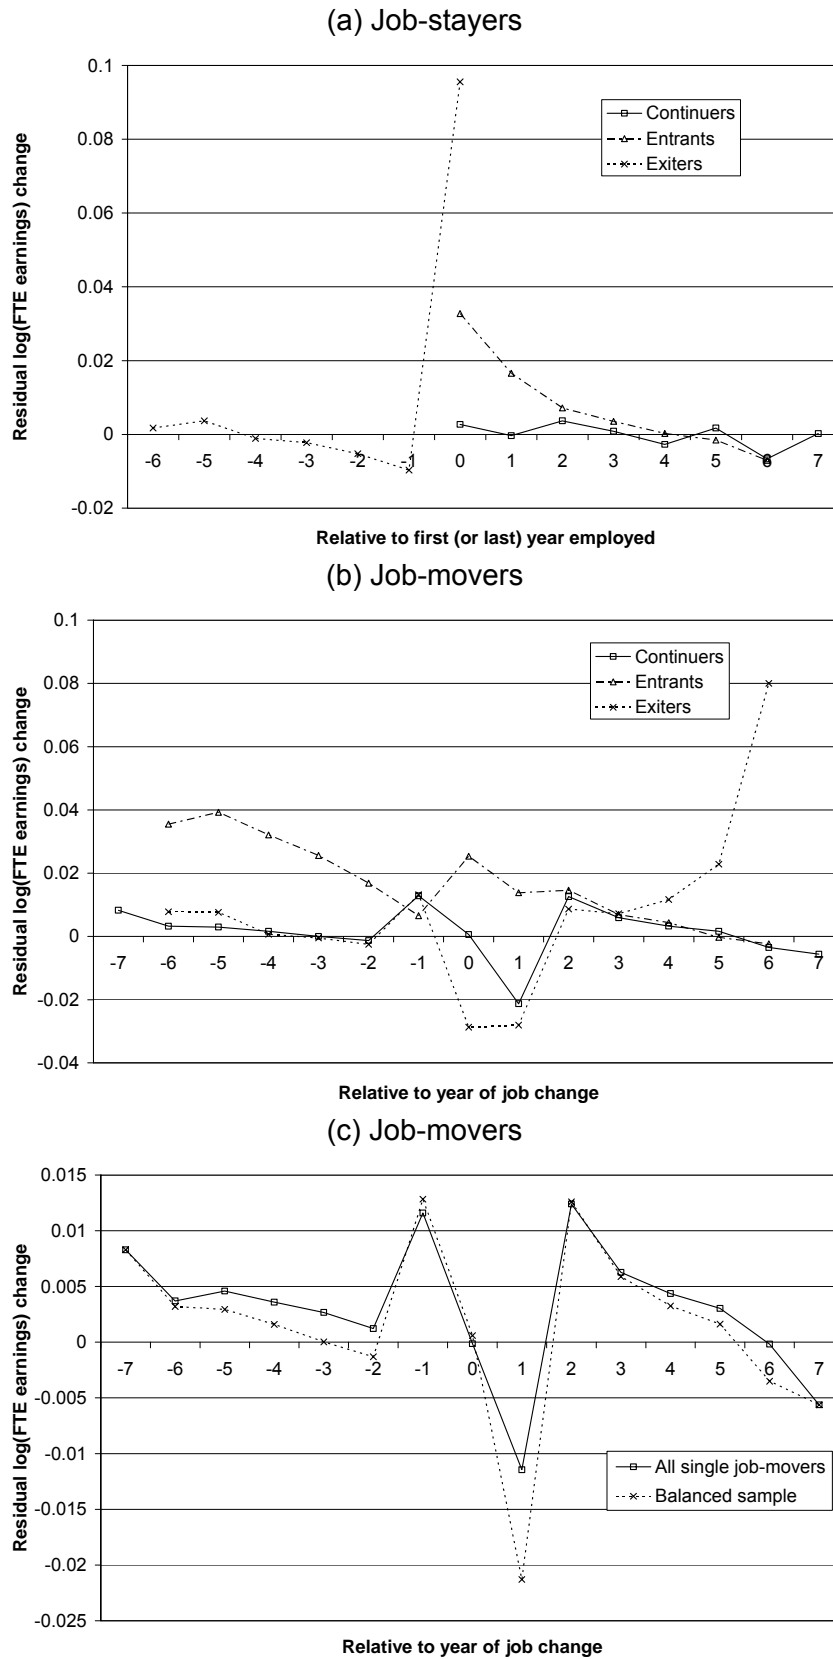 (a) Job-stayers
Residual log(FTE earnings) change
0.1
0.08
0.06
0.04
0.02
0
-0.02
Continuers
Entrants
Exiters
-6 -5 -4 -3 -2 -1 0 1 2 3 4 5 6 7
Relative to first (or last) year employed
(b) Job-movers
Residual log(FTE earnings) change
0.1
0.08
0.06
0.04
0.02
0
-0.02
-0.04
Continuers
Entrants
Exiters
-7 -6 -5 -4 -3 -2 -1 0 1 2 3 4 5 6 7
Relative to year of job change
(c) Job-movers
Residual log(FTE earnings) change
0.015
0.01
0.005
0
-0.005
-0.01
-0.015
-0.02
-0.025
-7 -6 -5 -4 -3 -2 -1 0 1 2 3 4 5 6 7
All single job-movers
Balanced sample
Relative to year of job change